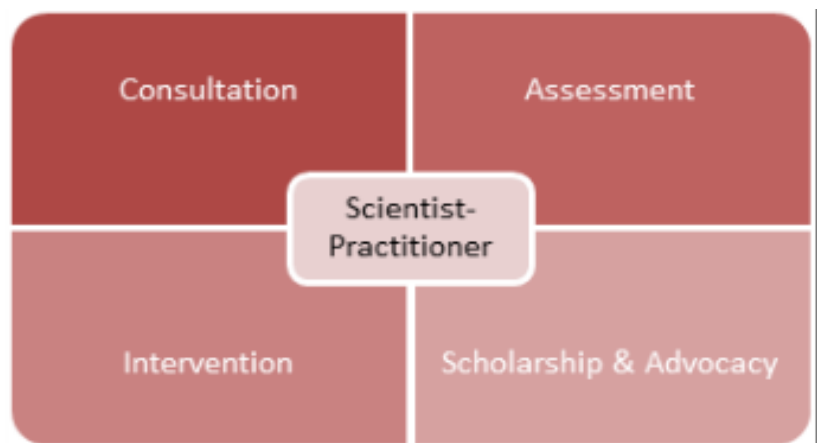 Consultation
Assessment
Scientist-
Practitioner
Intervention
Scholarship & Advocacy